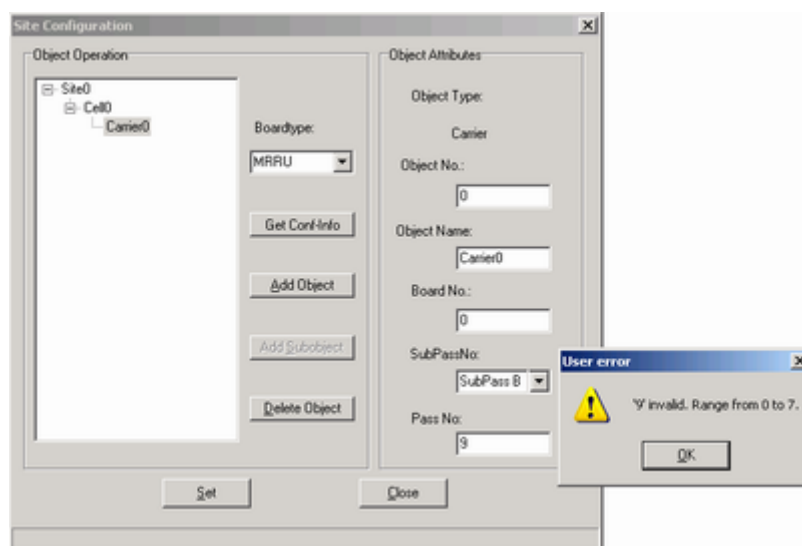 Site Configuration
Object Operation
Site0
Cell0
Carrier0
Boardtype:
MRRU
Get Conf-Info
Add Object
Add Subobject
Delete Object
Object Attributes
Object Type:
Carrier
Object No.:
0
Object Name:
Carrier0
Board No.:
0
SubPassNo:
SubPass B
Pass No:
9
Set
Close
User error
'9' invalid. Range from 0 to 7.
OK